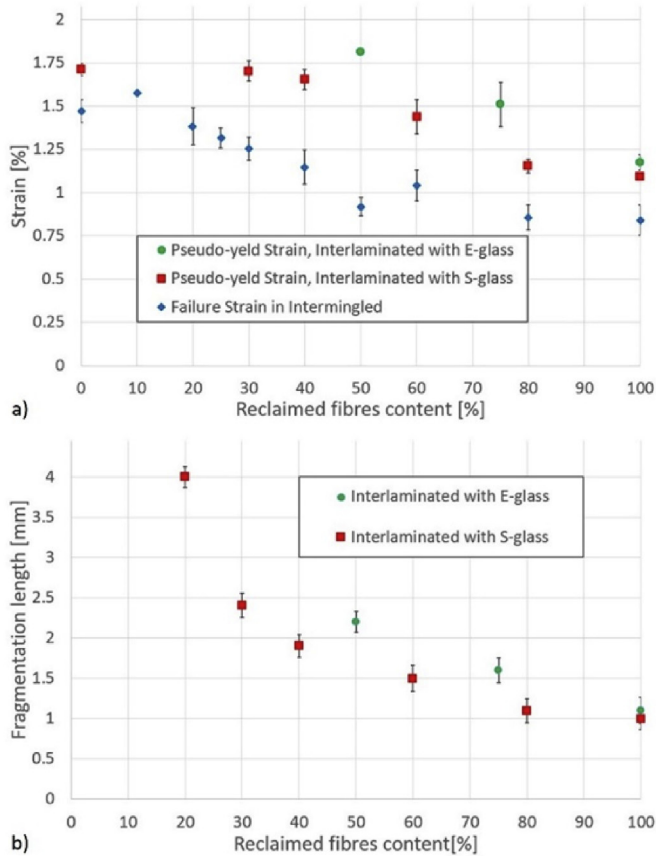 2
1.75
1.5
1.25
1
0.75
0.5
0.25
0
Strain [%]
Pseudo-yeld Strain, Interlaminated with E-glass
Pseudo-yeld Strain, Interlaminated with S-glass
Failure Strain in Intermingled
0 10 20 30 40 50 60 70 80 90 100
a) Reclaimed fibres content [%]
4
3.5
3
2.5
2
1.5
1
0.5
0
Fragmentation length [mm]
Interlaminated with E-glass
Interlaminated with S-glass
0 10 20 30 40 50 60 70 80 90 100
b) Reclaimed fibres content[%]